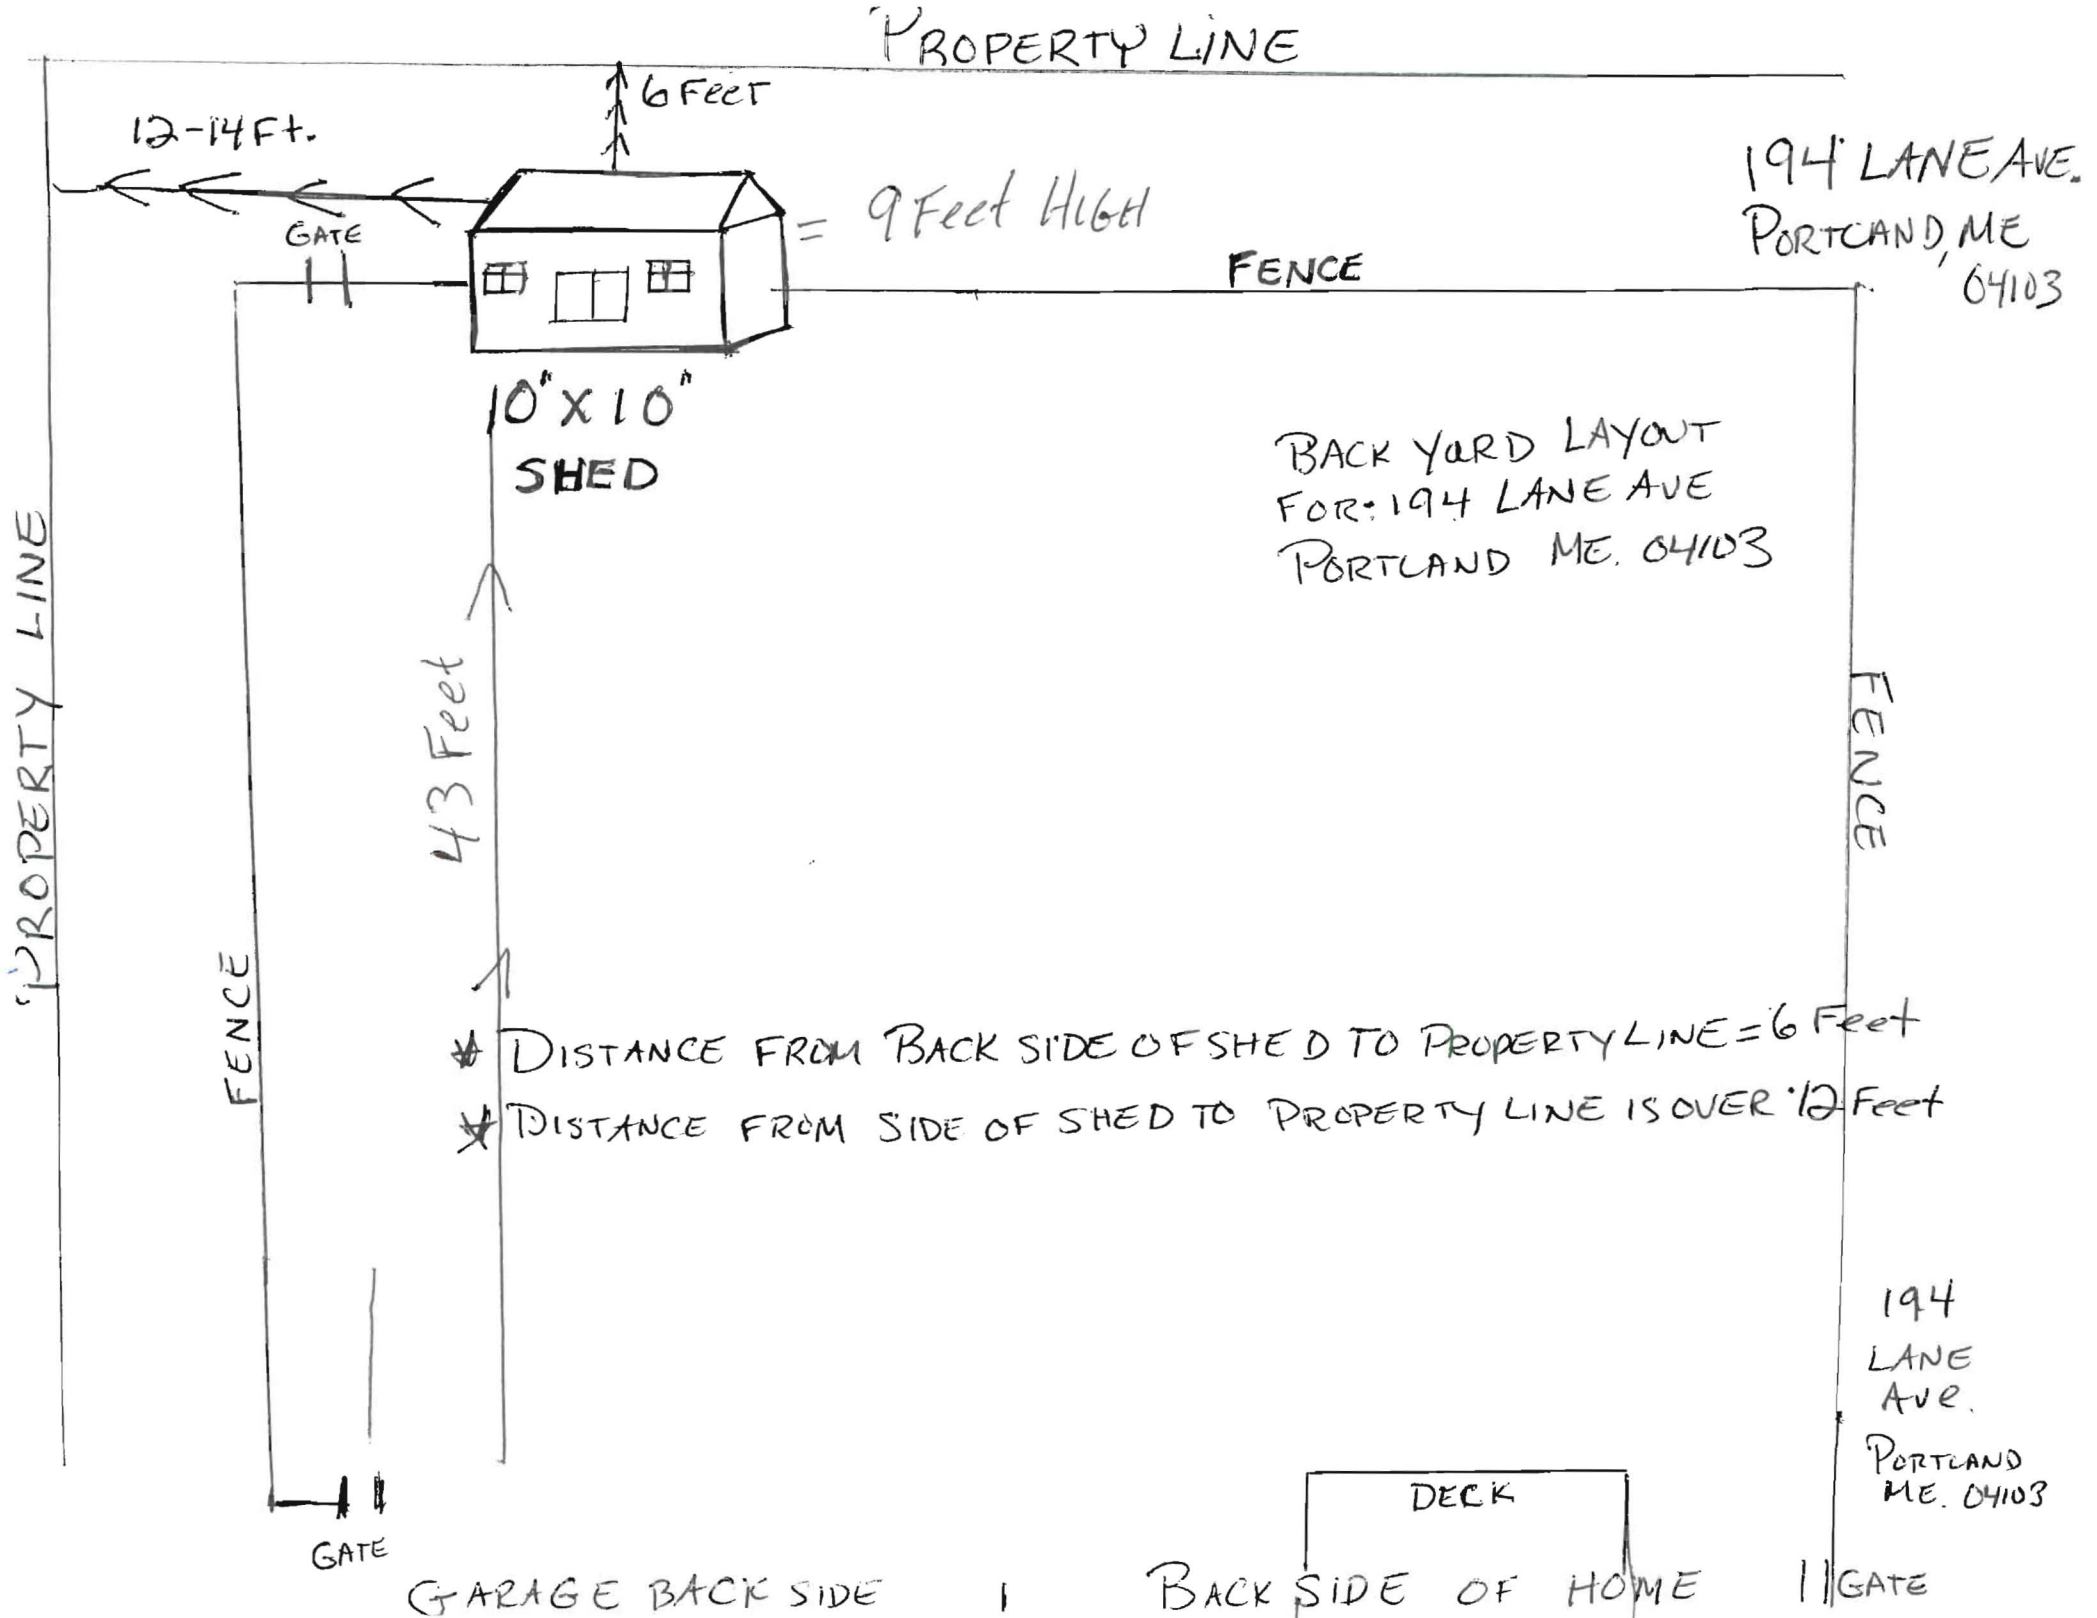 PROPERTY LINE
6 Feet
12-14 Ft.
194 LANE AVE.
PORTLAND, ME
04103
GATE
= 9 Feet HIGH
FENCE
10" X 10"
SHED
BACK YARD LAYOUT
FOR: 194 LANE AVE
PORTLAND ME. 04103
PROPERTY LINE
43 Feet
FENCE
FENCE
* DISTANCE FROM BACK SIDE OF SHED TO PROPERTY LINE = 6 Feet
* DISTANCE FROM SIDE OF SHED TO PROPERTY LINE IS OVER 12 Feet
194
LANE
Ave.
PORTLAND
ME. 04103
DECK
GATE
GARAGE BACK SIDE
BACK SIDE OF HOME
GATE